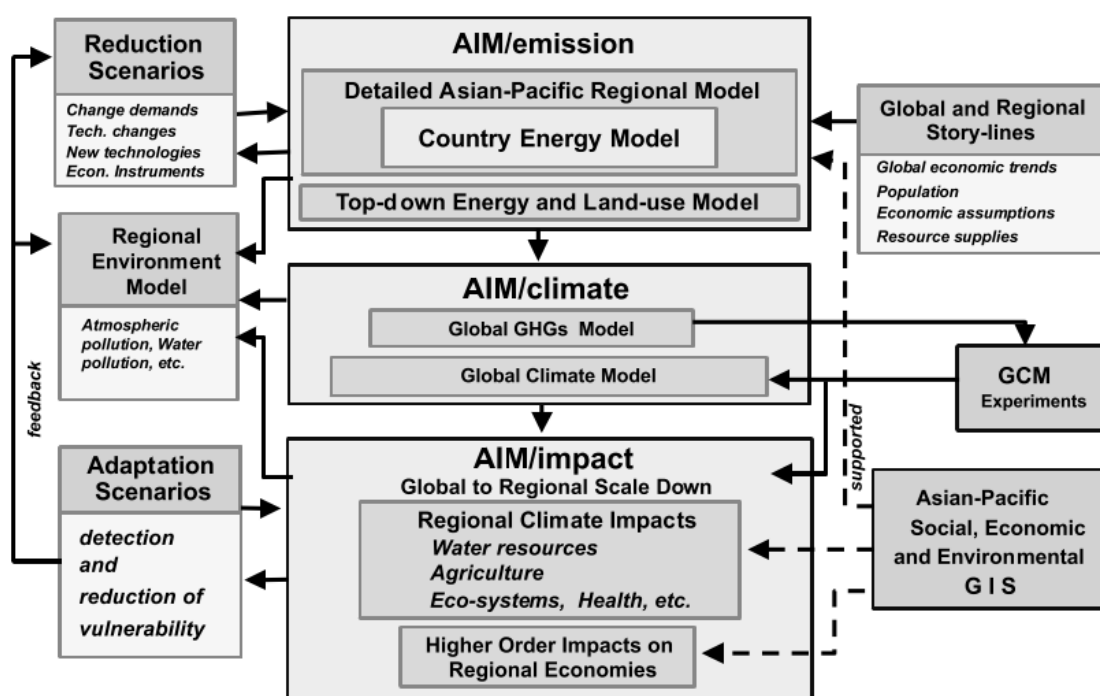 Reduction
Scenarios
Change demands
Tech. changes
New technologies
Econ. Instruments
AIM/emission
Detailed Asian-Pacific Regional Model
Country Energy Model
Top-down Energy and Land-use Model
Global and Regional
Story-lines
Global economic trends
Population
Economic assumptions
Resource supplies
Regional
Environment
Model
Atmospheric
pollution, Water
pollution, etc.
AIM/climate
Global GHGs Model
Global Climate Model
GCM
Experiments
feedback
supported
Adaptation
Scenarios
detection
and
reduction of
vulnerability
AIM/impact
Global to Regional Scale Down
Regional Climate Impacts
Water resources
Agriculture
Eco-systems, Health, etc.
Higher Order Impacts on
Regional Economies
Asian-Pacific
Social, Economic
and Environmental
G I S